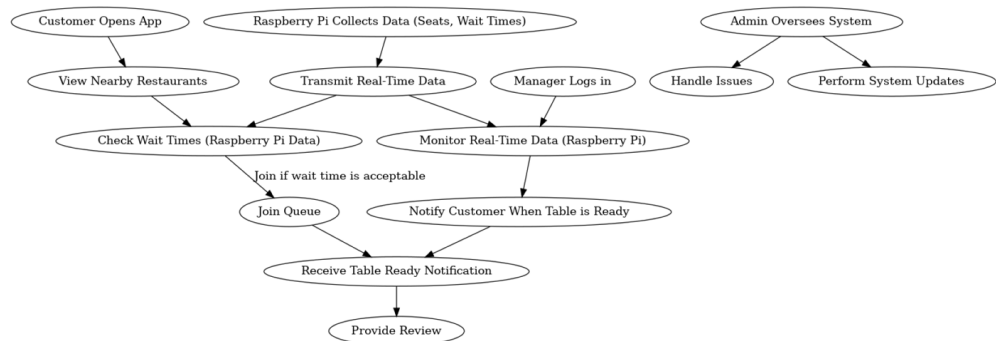 Customer Opens App
Raspberry Pi Collects Data (Seats, Wait Times)
Admin Oversees System
View Nearby Restaurants
Transmit Real-Time Data
Manager Logs in
Handle Issues
Perform System Updates
Check Wait Times (Raspberry Pi Data)
Monitor Real-Time Data (Raspberry Pi)
Join if wait time is acceptable
Join Queue
Notify Customer When Table is Ready
Receive Table Ready Notification
Provide Review